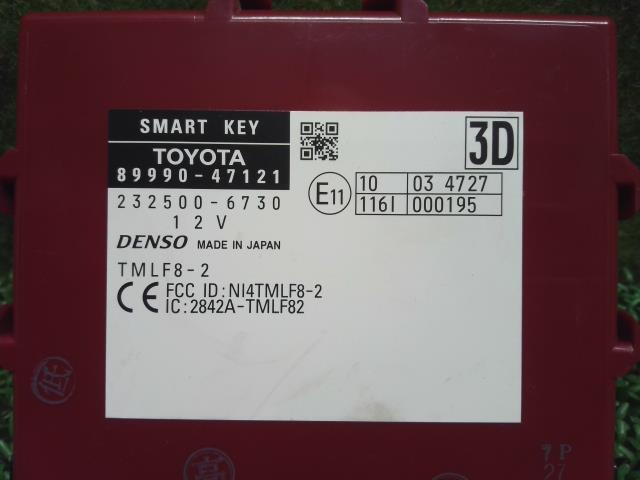 SMART KEY
TOYOTA
89990-47121
232500-6730
12V
DENSO MADE IN JAPAN
TMLF8-2
CE FCC ID:NI4TMLF8-2
IC:2842A-TMLF82
3D
E11
10 03 4727
116I 000195